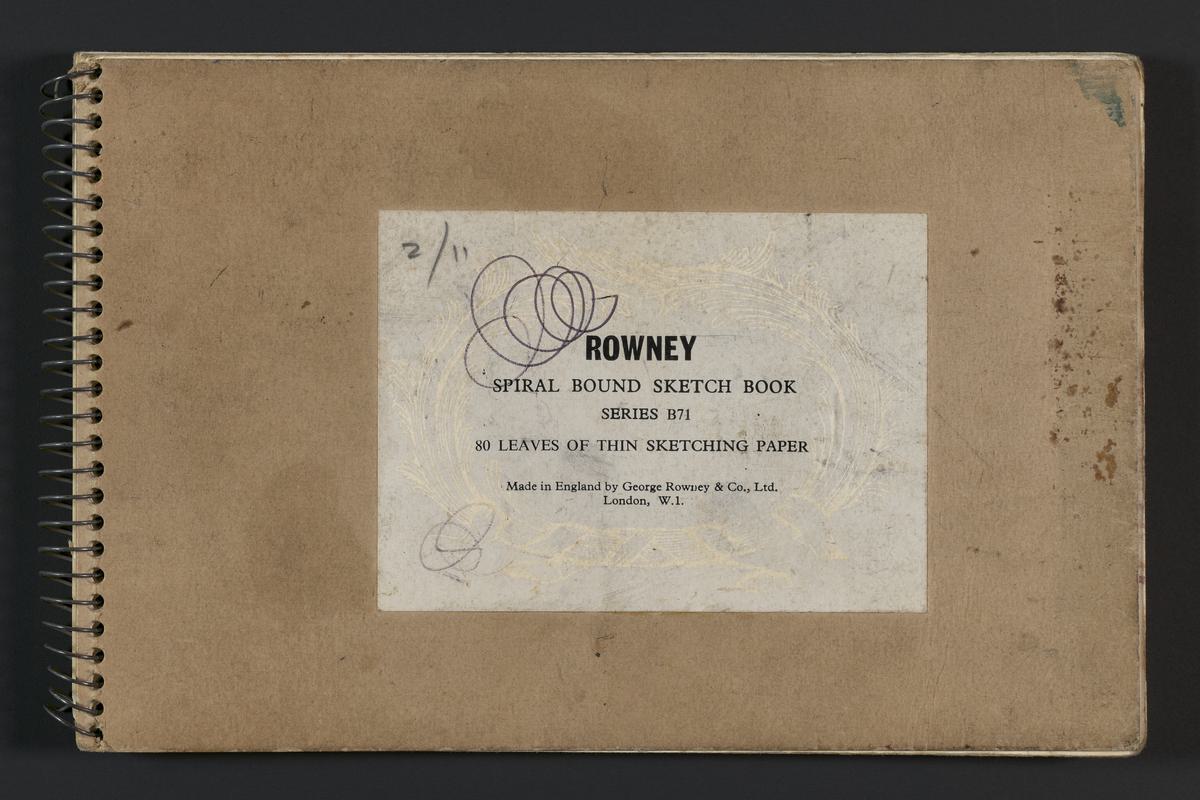 2/11
ROWNEY
SPIRAL BOUND SKETCH BOOK
SERIES B71
80 LEAVES OF THIN SKETCHING PAPER
Made in England by George Rowney & Co., Ltd.
London, W.1.